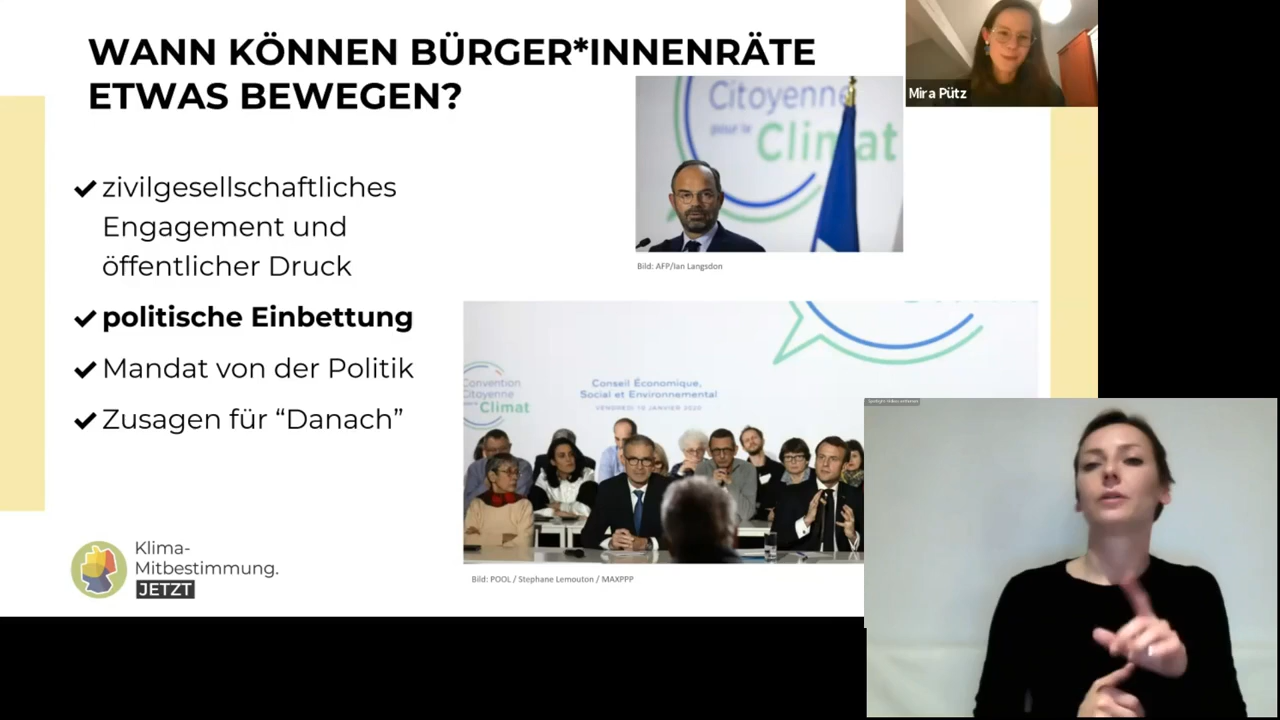 WANN KÖNNEN BÜRGER*INNENRÄTE
ETWAS BEWEGEN?
Mira Pütz
Citoyenne
pour le
Climat
zivilgesellschaftliches
Engagement und
öffentlicher Druck
Bild: AFP/Ian Langsdon
politische Einbettung
Mandat von der Politik
Zusagen für “Danach”
Convention
Citoyenne
Climat
Conseil Économique,
Social et Environnemental
VENDREDI 10 JANVIER 2020
Bild: POOL / Stephane Lemouton / MAXPPP
Klima-
Mitbestimmung.
JETZT